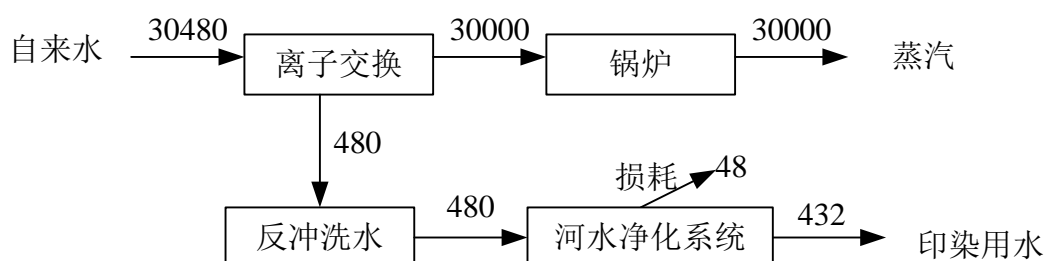 自来水
30480
离子交换
30000
锅炉
30000
蒸汽
480
损耗
48
反冲洗水
480
河水净化系统
432
印染用水